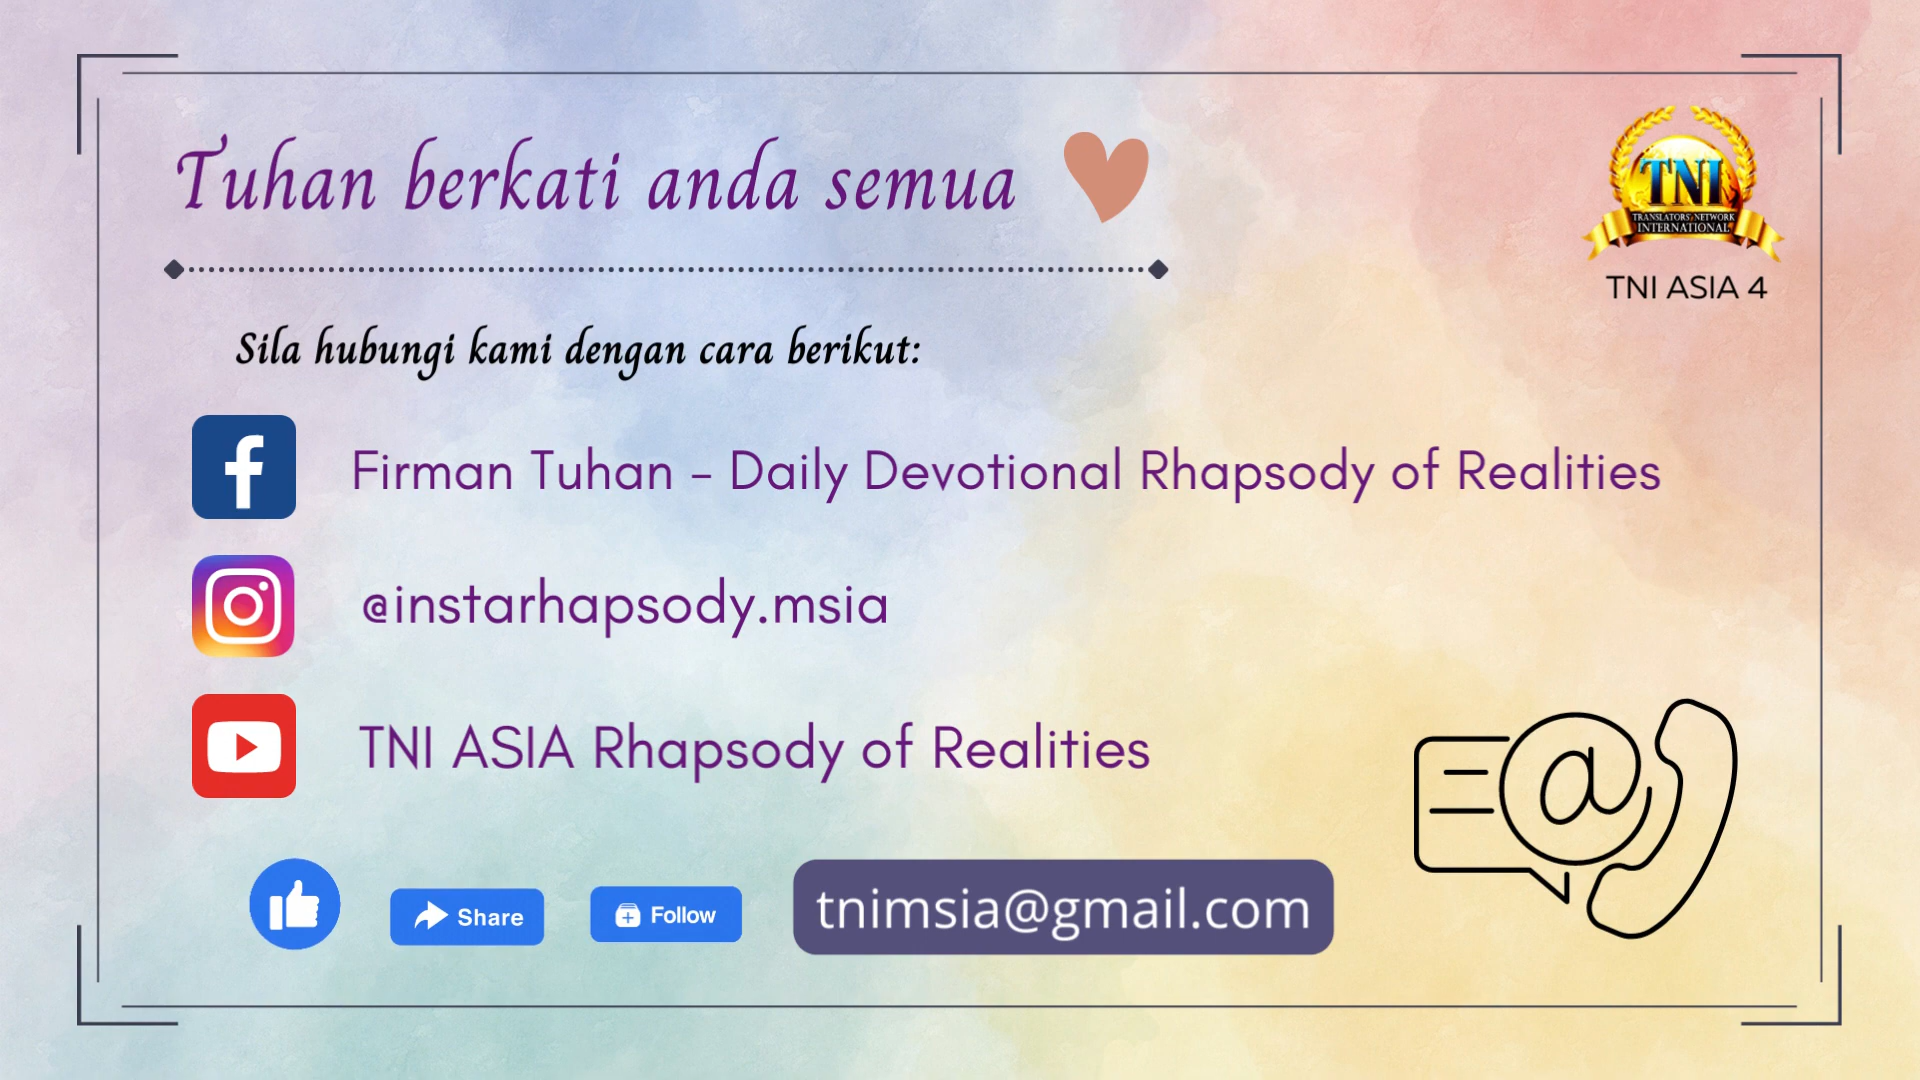 Tuhan berkati anda semua
TNI
TRANSLATORS' NETWORK
INTERNATIONAL
TNI ASIA 4
Sila hubungi kami dengan cara berikut:
Firman Tuhan - Daily Devotional Rhapsody of Realities
@instarhapsody.msia
TNI ASIA Rhapsody of Realities
Share
Follow
tnimsia@gmail.com